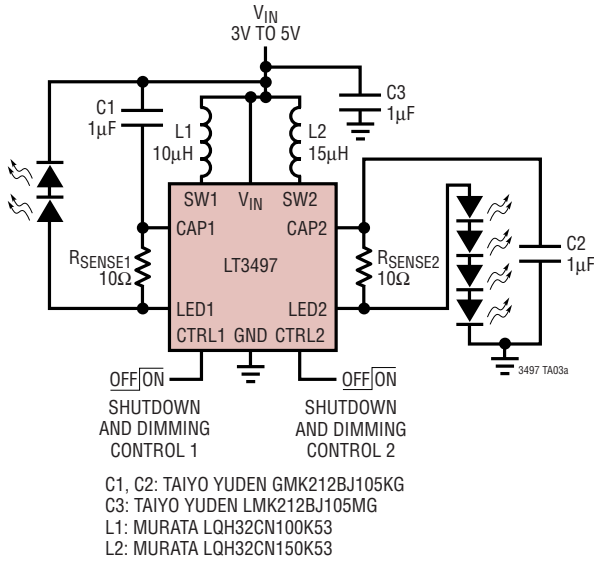 VIN
3V TO 5V
C1
1µF
L1
10µH
L2
15µH
C3
1µF
SW1 VIN SW2
CAP1 CAP2
RSENSE1
10Ω
LT3497
RSENSE2
10Ω
C2
1µF
LED1 LED2
CTRL1 GND CTRL2
3497 TA03a
OFF ON
OFF ON
SHUTDOWN
AND DIMMING
CONTROL 1
SHUTDOWN
AND DIMMING
CONTROL 2
C1, C2: TAIYO YUDEN GMK212BJ105KG
C3: TAIYO YUDEN LMK212BJ105MG
L1: MURATA LQH32CN100K53
L2: MURATA LQH32CN150K53